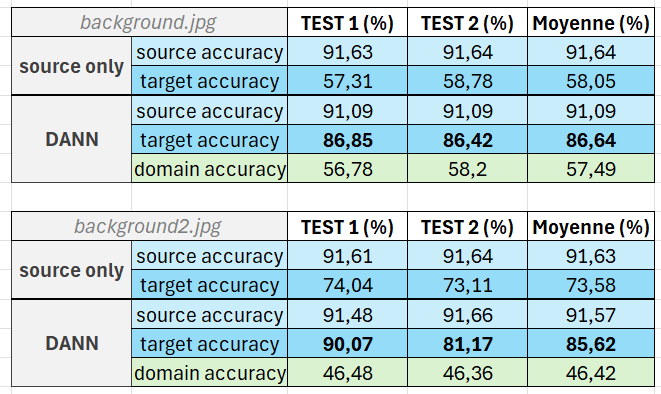 background.jpg TEST 1 (%) TEST 2 (%) Moyenne (%)
source only source accuracy 91,63 91,64 91,64
target accuracy 57,31 58,78 58,05
DANN source accuracy 91,09 91,09 91,09
target accuracy 86,85 86,42 86,64
domain accuracy 56,78 58,2 57,49
background2.jpg TEST 1 (%) TEST 2 (%) Moyenne (%)
source only source accuracy 91,61 91,64 91,63
target accuracy 74,04 73,11 73,58
DANN source accuracy 91,48 91,66 91,57
target accuracy 90,07 81,17 85,62
domain accuracy 46,48 46,36 46,42